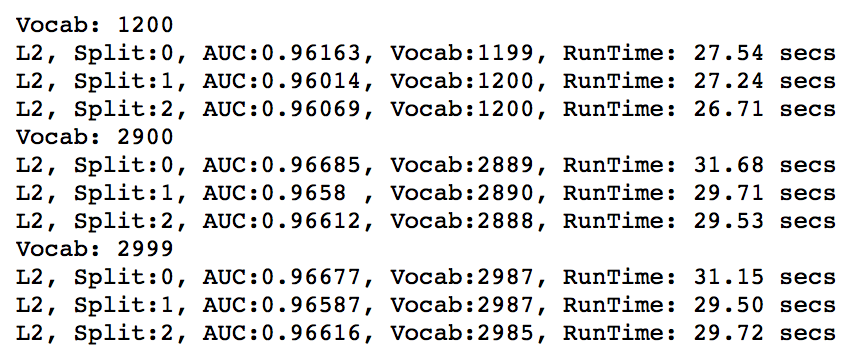 Vocab: 1200
L2, Split:0, AUC:0.96163, Vocab:1199, RunTime: 27.54 secs
L2, Split:1, AUC:0.96014, Vocab:1200, RunTime: 27.24 secs
L2, Split:2, AUC:0.96069, Vocab:1200, RunTime: 26.71 secs
Vocab: 2900
L2, Split:0, AUC:0.96685, Vocab:2889, RunTime: 31.68 secs
L2, Split:1, AUC:0.9658 , Vocab:2890, RunTime: 29.71 secs
L2, Split:2, AUC:0.96612, Vocab:2888, RunTime: 29.53 secs
Vocab: 2999
L2, Split:0, AUC:0.96677, Vocab:2987, RunTime: 31.15 secs
L2, Split:1, AUC:0.96587, Vocab:2987, RunTime: 29.50 secs
L2, Split:2, AUC:0.96616, Vocab:2985, RunTime: 29.72 secs